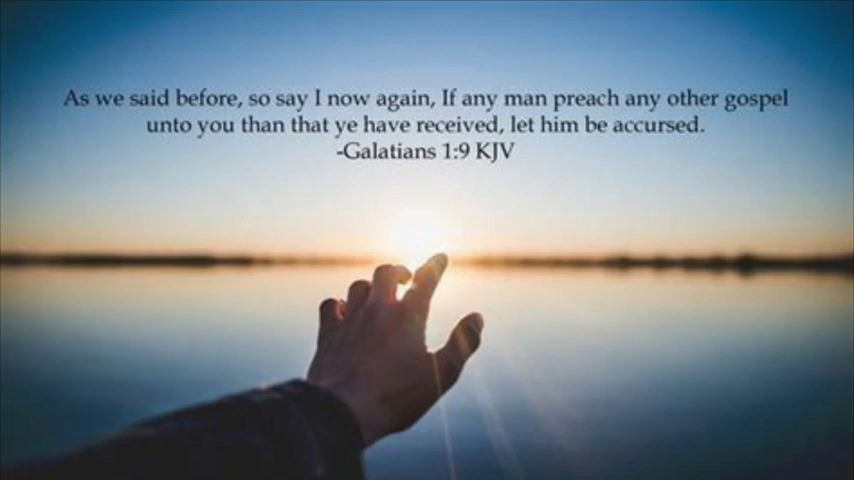 As we said before, so say I now again, If any man preach any other gospel
unto you than that ye have received, let him be accursed.
-Galatians 1:9 KJV